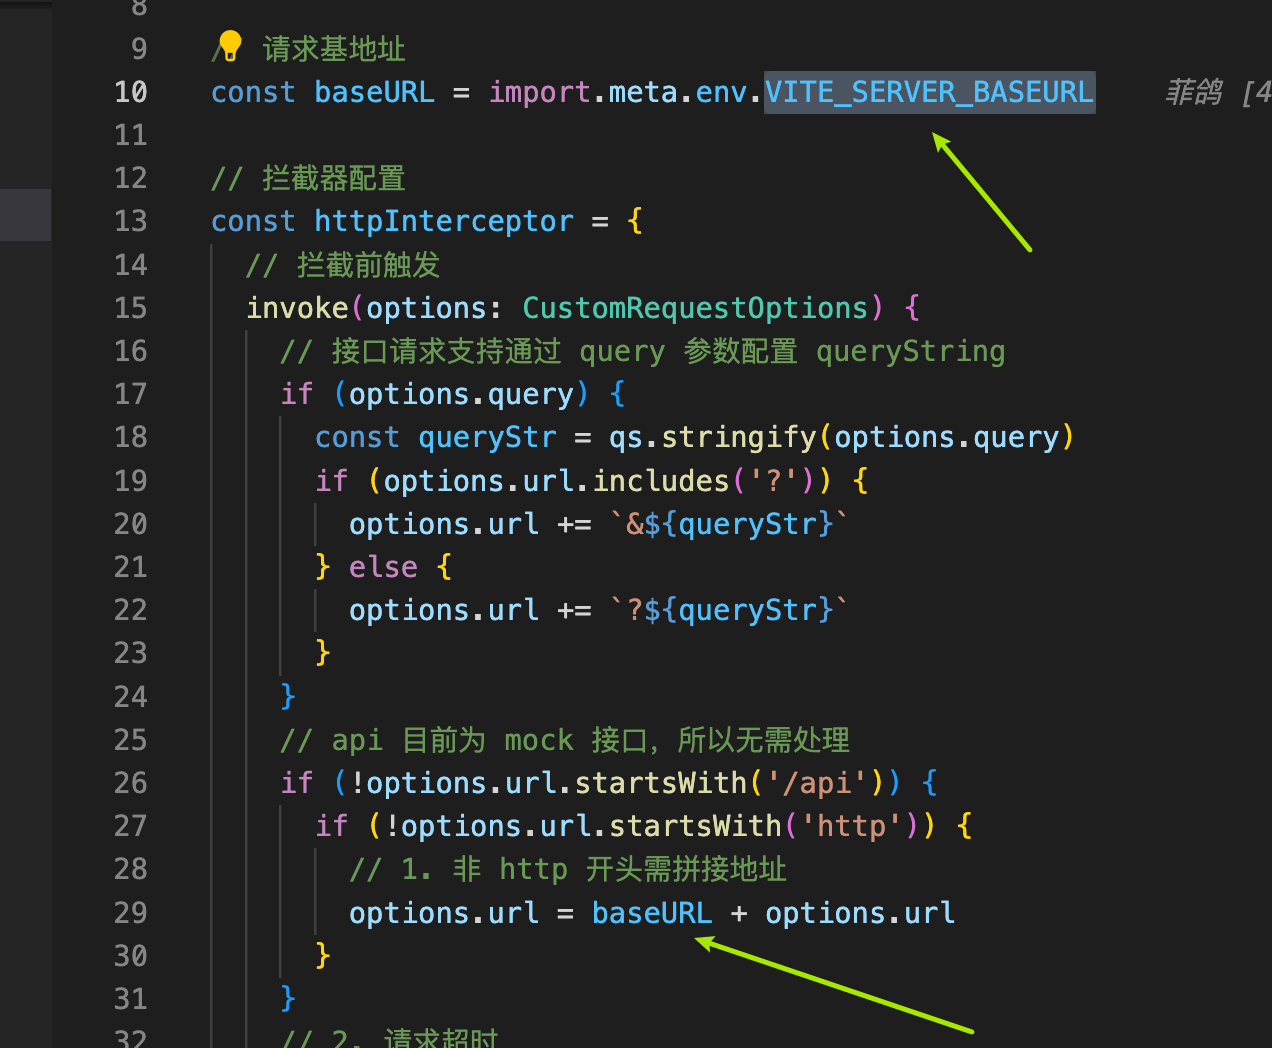 8
9 // 请求基地址
10 const baseURL = import.meta.env.VITE_SERVER_BASEURL 菲鸽 [4
11
12 // 拦截器配置
13 const httpInterceptor = {
14 // 拦截前触发
15 invoke(options: CustomRequestOptions) {
16 // 接口请求支持通过 query 参数配置 queryString
17 if (options.query) {
18 const queryStr = qs.stringify(options.query)
19 if (options.url.includes('?')) {
20 options.url += `&${queryStr}`
21 } else {
22 options.url += `?${queryStr}`
23 }
24 }
25 // api 目前为 mock 接口，所以无需处理
26 if (!options.url.startsWith('/api')) {
27 if (!options.url.startsWith('http')) {
28 // 1. 非 http 开头需拼接地址
29 options.url = baseURL + options.url
30 }
31 }
32 // 2. 请求超时